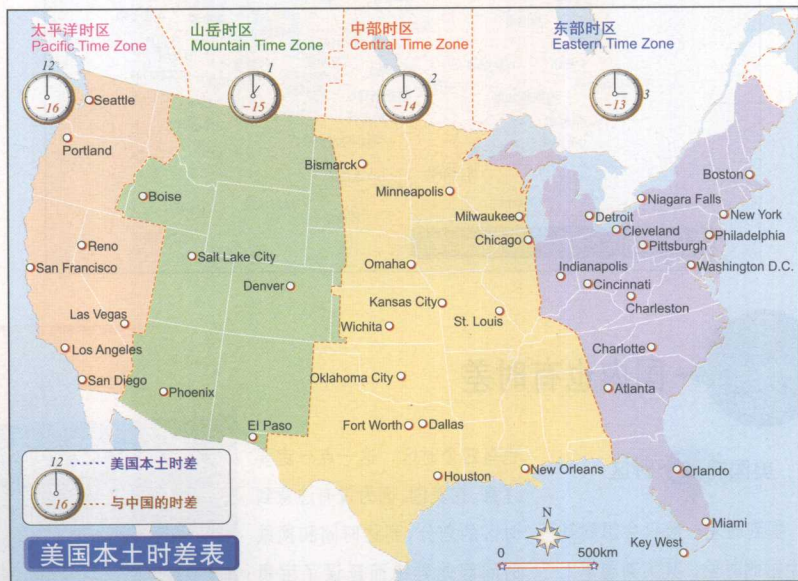 太平洋时区
Pacific Time Zone
山岳时区
Mountain Time Zone
中部时区
Central Time Zone
东部时区
Eastern Time Zone
12
-16
1
-15
2
-14
3
-13
Seattle
Portland
Boise
Reno
San Francisco
Salt Lake City
Denver
Las Vegas
Los Angeles
San Diego
Phoenix
El Paso
Bismarck
Minneapolis
Milwaukee
Chicago
Omaha
Kansas City
St. Louis
Wichita
Oklahoma City
Fort Worth
Dallas
Houston
New Orleans
Boston
Niagara Falls
Detroit
New York
Cleveland
Philadelphia
Pittsburgh
Washington D.C.
Indianapolis
Cincinnati
Charleston
Charlotte
Atlanta
Orlando
Miami
Key West
12
美国本土时差
-16
与中国的时差
美国本土时差表
N
0
500km
时差